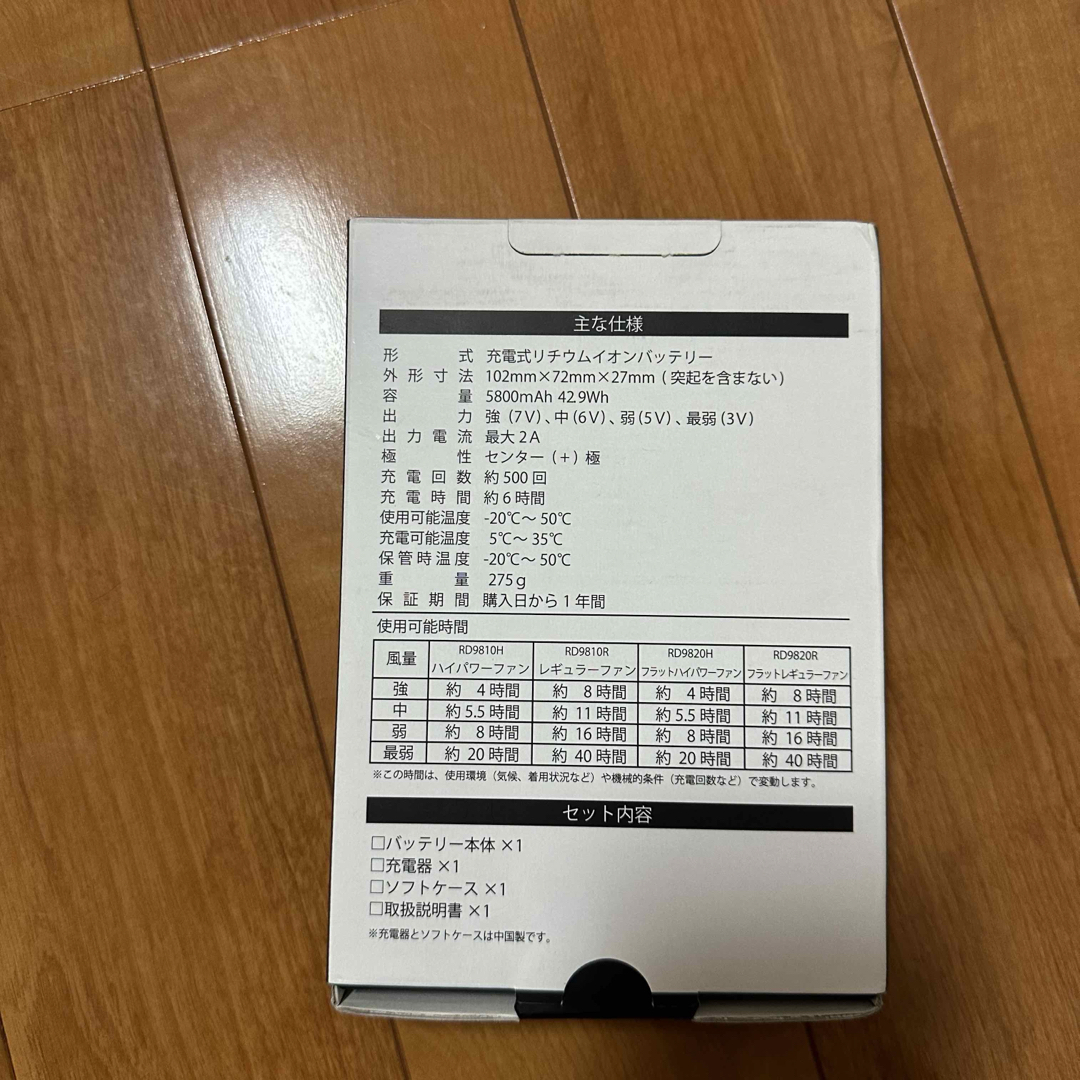 主な仕様
形式 充電式リチウムイオンバッテリー
外形寸法 102mm×72mm×27mm (突起を含まない)
容量 5800mAh 42.9Wh
出力 強(7V)、中(6V)、弱(5V)、最弱(3V)
出力電流 最大2A
極性 センター(+)極
充電回数 約500回
充電時間 約6時間
使用可能温度 -20℃～50℃
充電可能温度 5℃～35℃
保管時温度 -20℃～50℃
重量 275g
保証期間 購入日から1年間
使用可能時間
風量 RD9810H ハイパワーファン RD9810R レギュラーファン RD9820H フラットハイパワーファン RD9820R フラットレギュラーファン
強 約 4時間 約 8時間 約 4時間 約 8時間
中 約5.5時間 約 11時間 約5.5時間 約 11時間
弱 約 8時間 約 16時間 約 8時間 約 16時間
最弱 約 20時間 約 40時間 約 20時間 約 40時間
※この時間は、使用環境(気候、着用状況など)や機械的条件(充電回数など)で変動します。
セット内容
□バッテリー本体 ×1
□充電器 ×1
□ソフトケース ×1
□取扱説明書 ×1
※充電器とソフトケースは中国製です。